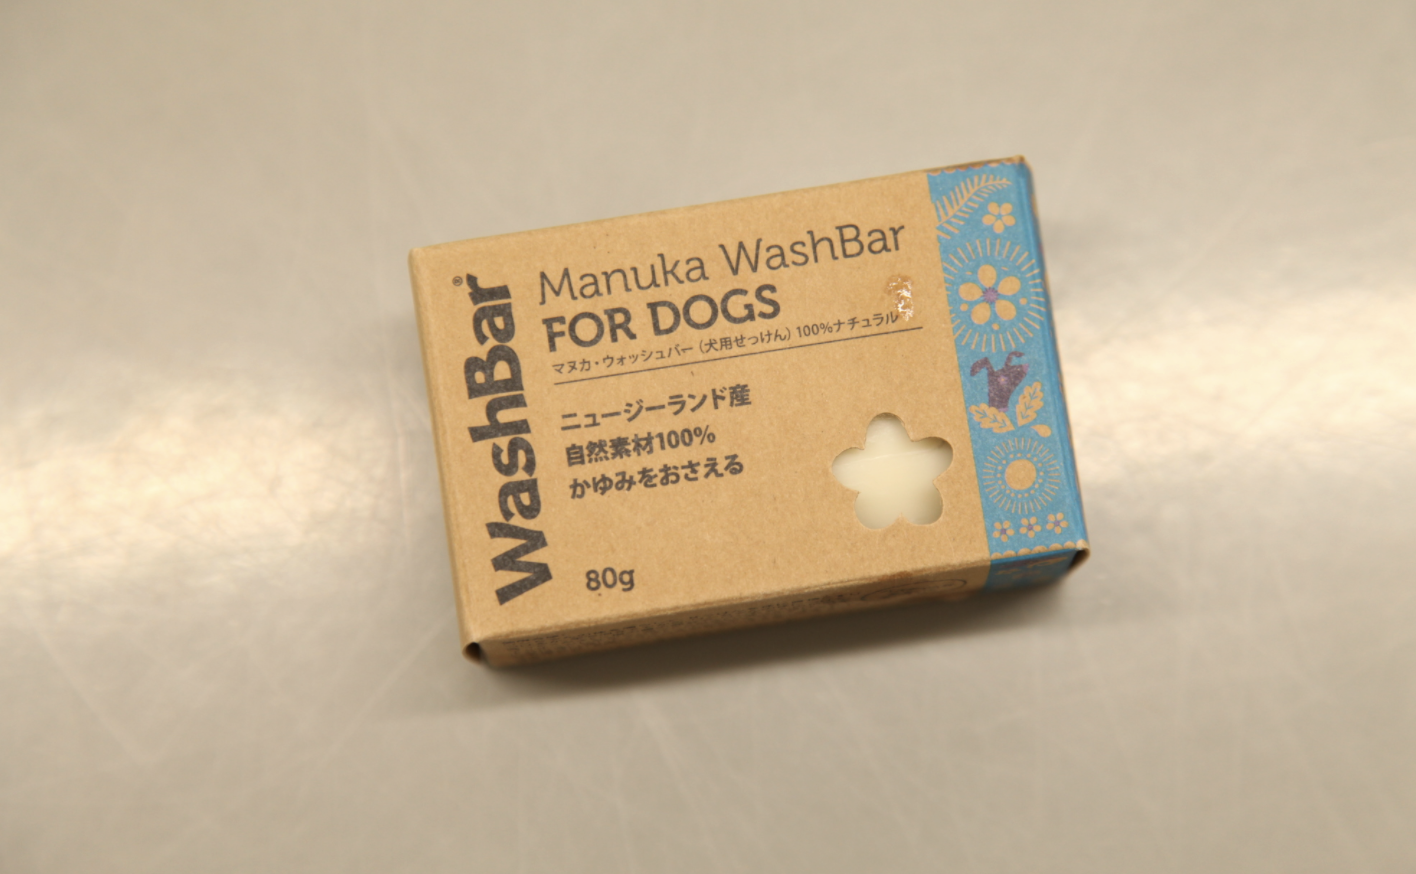 WashBar®
Manuka WashBar
FOR DOGS
マヌカ・ウォッシュバー（犬用せっけん）100%ナチュラル
ニュージーランド産
自然素材100%
かゆみをおさえる
80g